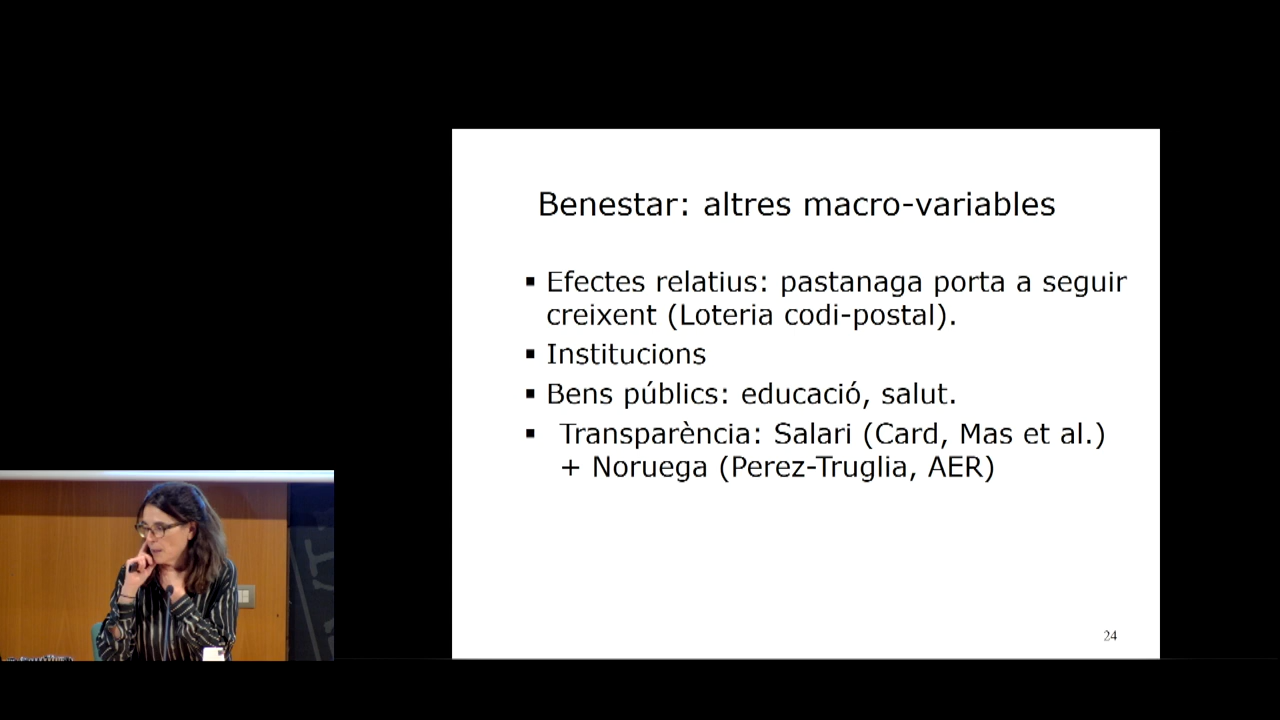 Benestar: altres macro-variables
▪ Efectes relatius: pastanaga porta a seguir
creixent (Loteria codi-postal).
▪ Institucions
▪ Bens públics: educació, salut.
▪ Transparència: Salari (Card, Mas et al.)
+ Noruega (Perez-Truglia, AER)
24